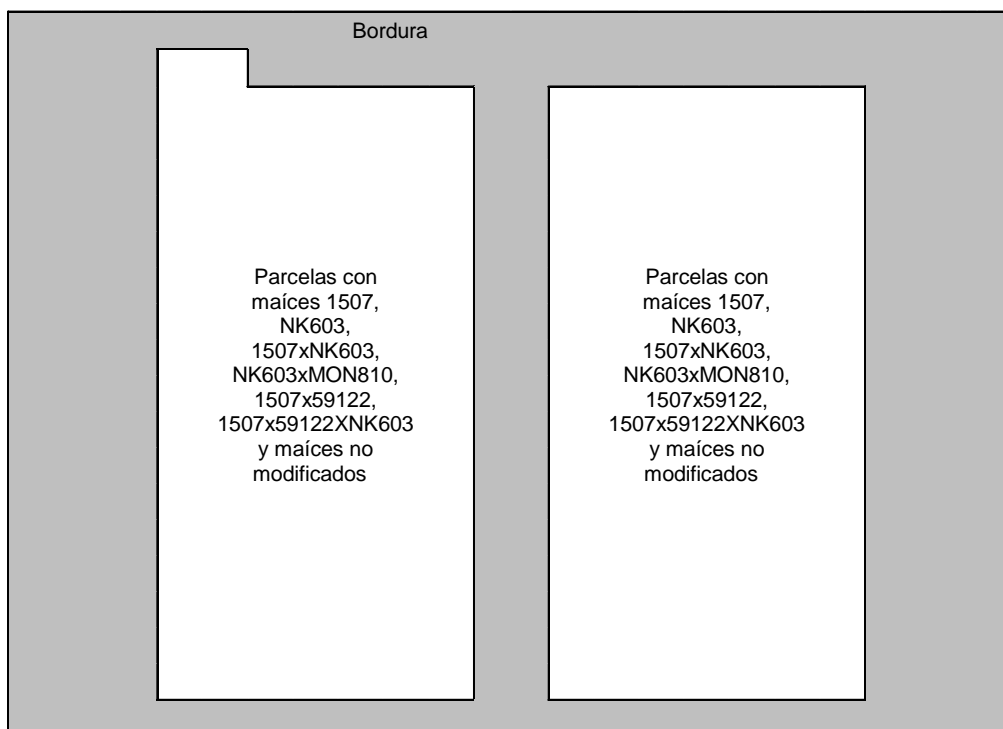 Bordura
Parcelas con
maíces 1507,
NK603,
1507xNK603,
NK603xMON810,
1507x59122,
1507x59122XNK603
y maíces no
modificados
Parcelas con
maíces 1507,
NK603,
1507xNK603,
NK603xMON810,
1507x59122,
1507x59122XNK603
y maíces no
modificados